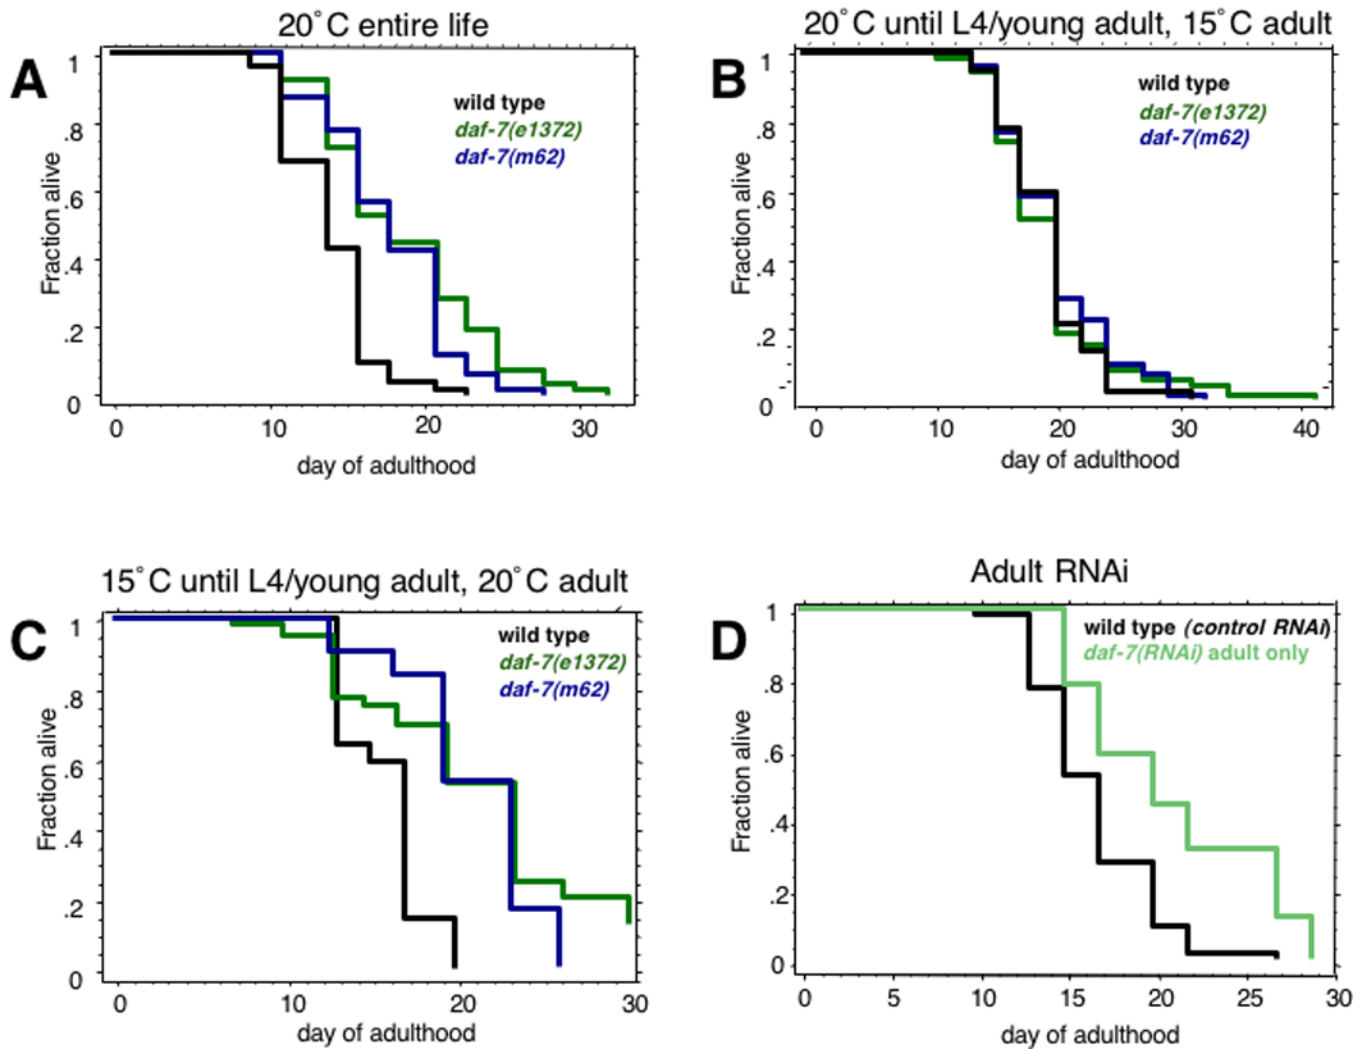 A
20°C entire life
wild type
daf-7(e1372)
daf-7(m62)
Fraction alive
1
.8
.6
.4
.2
0
0 10 20 30
day of adulthood
B
20°C until L4/young adult, 15°C adult
wild type
daf-7(e1372)
daf-7(m62)
Fraction alive
1
.8
.6
.4
.2
0
0 10 20 30 40
day of adulthood
C
15°C until L4/young adult, 20°C adult
wild type
daf-7(e1372)
daf-7(m62)
Fraction alive
1
.8
.6
.4
.2
0
0 10 20 30
day of adulthood
D
Adult RNAi
wild type (control RNAi)
daf-7(RNAi) adult only
Fraction alive
1
.8
.6
.4
.2
0
0 5 10 15 20 25 30
day of adulthood